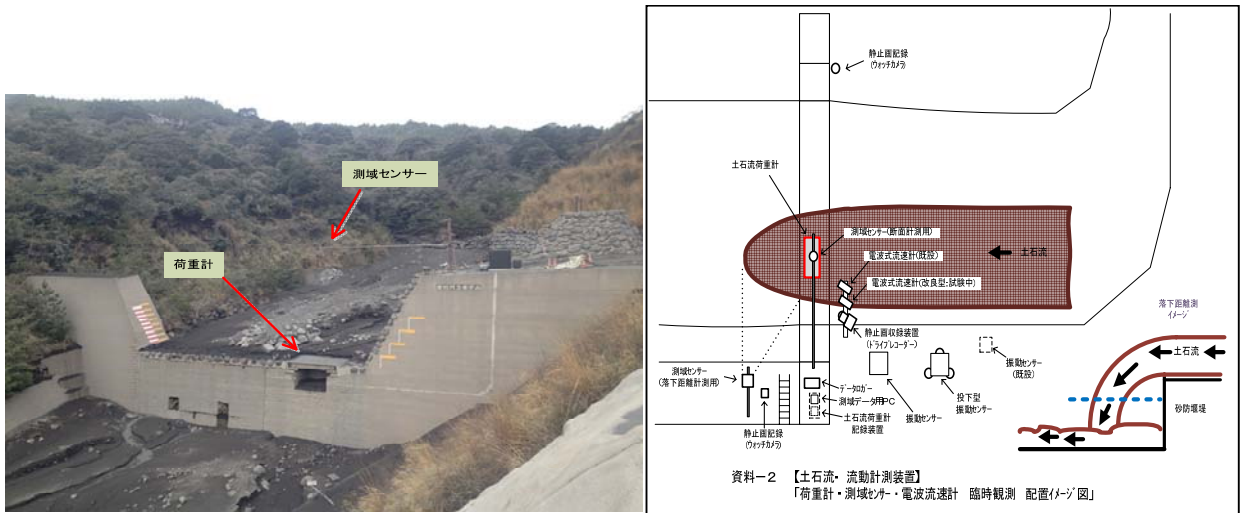 測域センサー
荷重計
静止画記録
(ウォッチカメラ)
土石流荷重計
測域センサー(断面計測用)
電波式流速計(既設)
土石流
電波式流速計(改良型:試験中)
静止画収録装置
(ドライブレコーダー)
落下距離測
イメージ
土石流
砂防堰堤
測域センサー
(落下距離計測用)
データロガー
測域データ用PC
土石流荷重計
記録装置
静止画記録
(ウォッチカメラ)
振動センサー
投下型
振動センサー
振動センサー
(既設)
資料-2 【土石流・流動計測装置】
「荷重計・測域センサー・電波流速計 臨時観測 配置イメージ図」